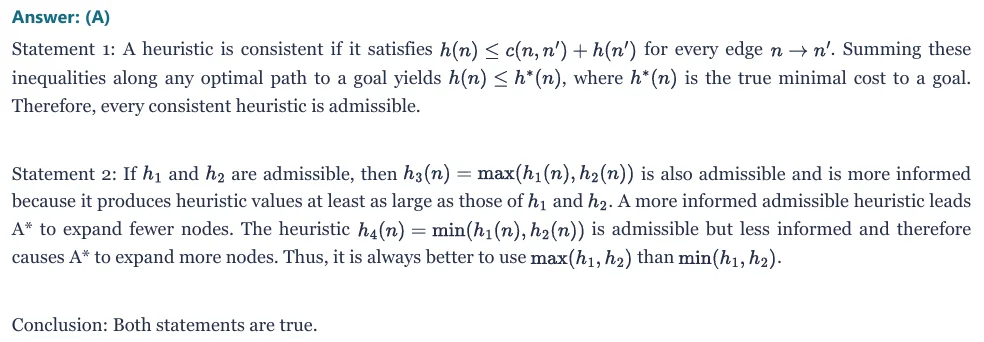 Answer: (A)
Statement 1: A heuristic is consistent if it satisfies h(n) ≤ c(n, n′) + h(n′) for every edge n → n′. Summing these
inequalities along any optimal path to a goal yields h(n) ≤ h*(n), where h*(n) is the true minimal cost to a goal.
Therefore, every consistent heuristic is admissible.
Statement 2: If h₁ and h₂ are admissible, then h₃(n) = max(h₁(n), h₂(n)) is also admissible and is more informed
because it produces heuristic values at least as large as those of h₁ and h₂. A more informed admissible heuristic leads
A* to expand fewer nodes. The heuristic h₄(n) = min(h₁(n), h₂(n)) is admissible but less informed and therefore
causes A* to expand more nodes. Thus, it is always better to use max(h₁, h₂) than min(h₁, h₂).
Conclusion: Both statements are true.